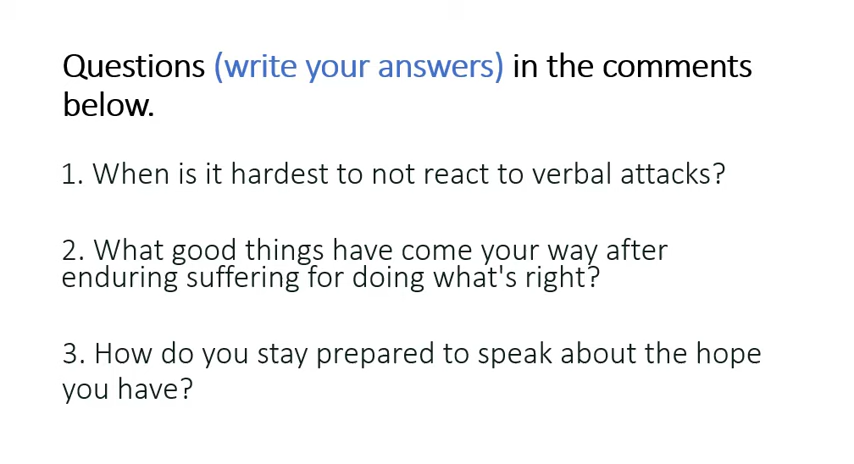 Questions (write your answers) in the comments
below.
1. When is it hardest to not react to verbal attacks?
2. What good things have come your way after
enduring suffering for doing what's right?
3. How do you stay prepared to speak about the hope
you have?